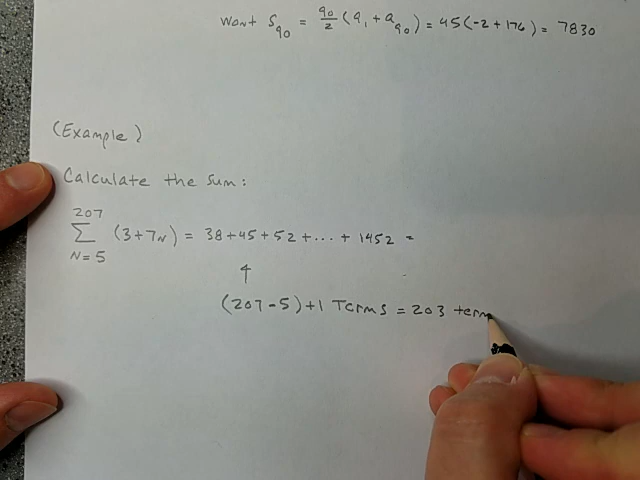 Want S₉₀ = 90/2 (a₁ + a₉₀) = 45(-2 + 176) = 7830
(Example)
Calculate the sum:
207
∑ (3+7N) = 38+45+52+...+1452 =
N=5
↑
(207-5)+1 Terms = 203 term